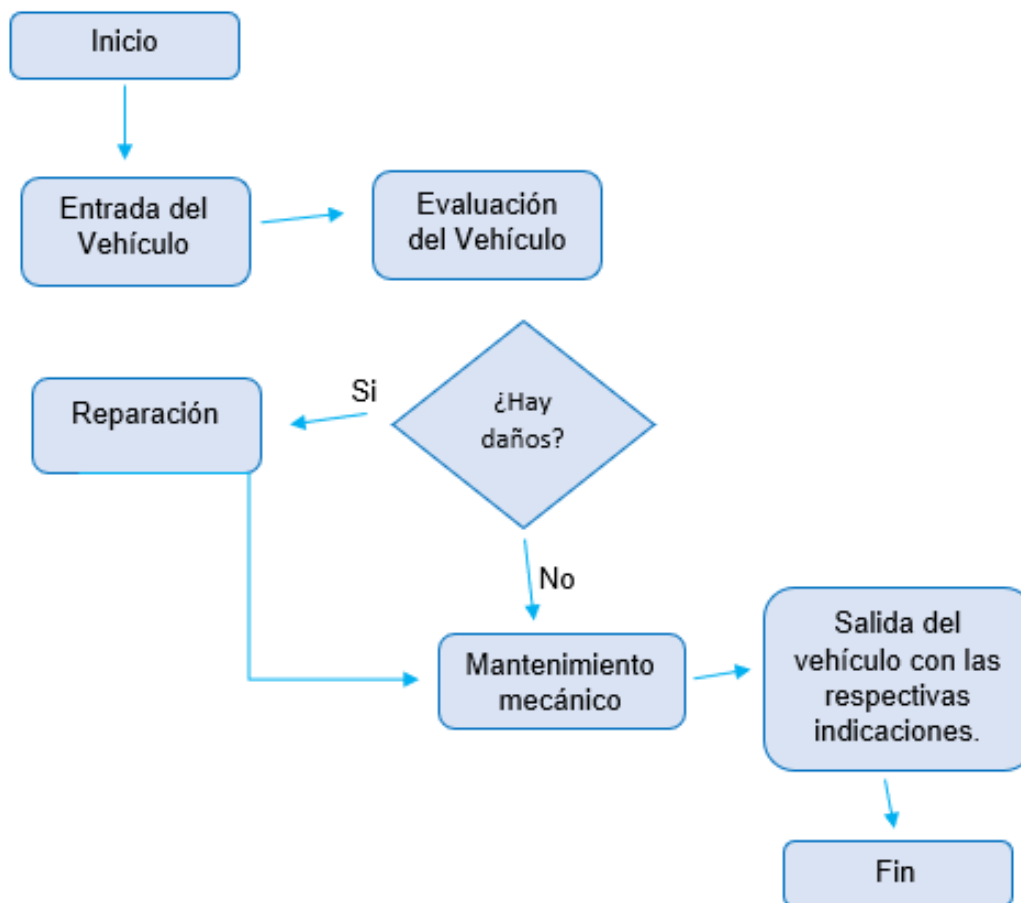 Inicio
Entrada del
Vehículo
Evaluación
del Vehículo
¿Hay
daños?
Si
Reparación
No
Mantenimiento
mecánico
Salida del
vehículo con las
respectivas
indicaciones.
Fin